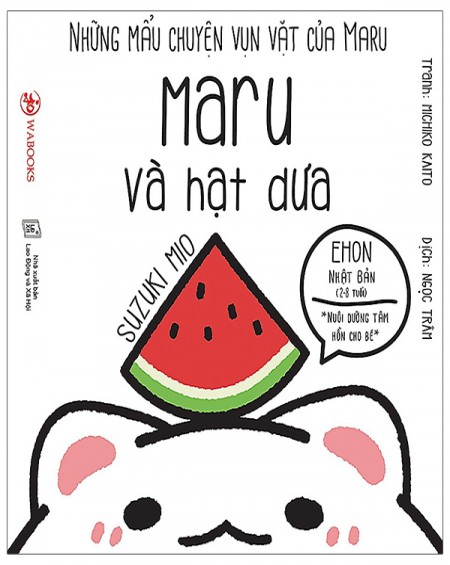 NHỮNG MẨU CHUYỆN VỤN VẶT CỦA MARU
MARU
và hạt dưa
SUZUKI MIO
EHON
NHẬT BẢN
(2-8 TUỔI)
*NUÔI DƯỠNG TÂM
HỒN CHO BÉ*
Tranh: MICHIKO KAITO
Dịch: NGỌC TRÂM
WABOOKS
Nhà xuất bản
Lao Động và Xã Hội